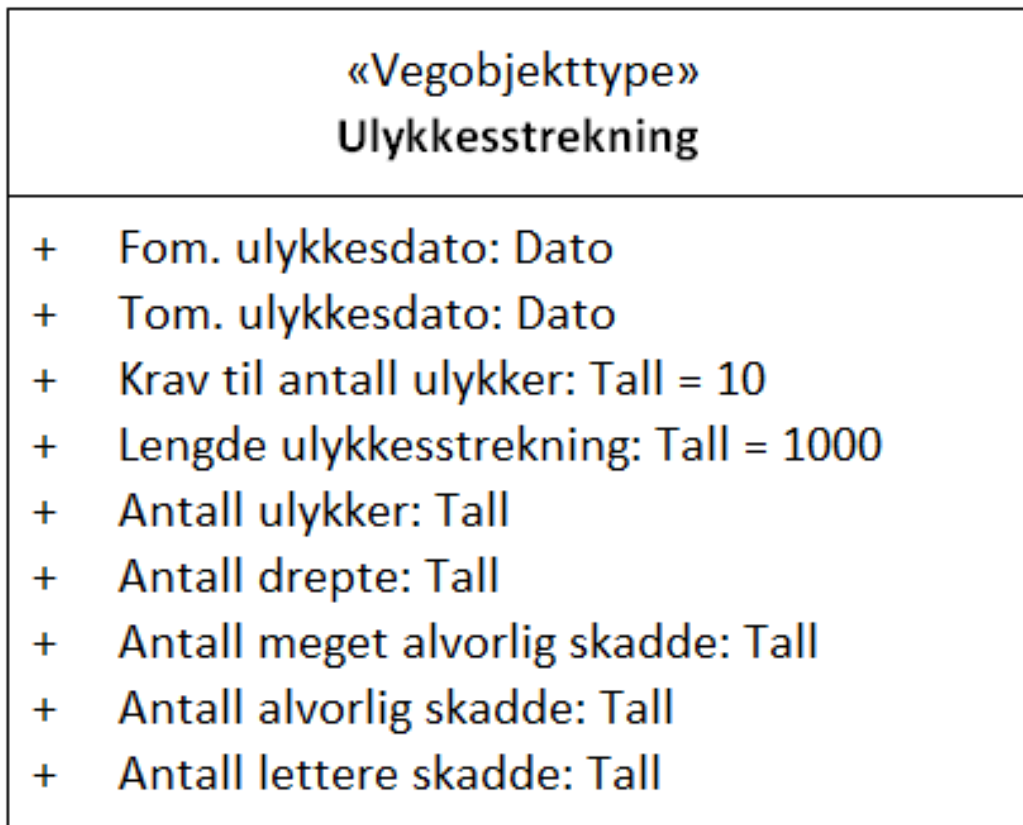 «Vegobjekttype»
Ulykkesstrekning
+ Fom. ulykkesdato: Dato
+ Tom. ulykkesdato: Dato
+ Krav til antall ulykker: Tall = 10
+ Lengde ulykkesstrekning: Tall = 1000
+ Antall ulykker: Tall
+ Antall drepte: Tall
+ Antall meget alvorlig skadde: Tall
+ Antall alvorlig skadde: Tall
+ Antall lettere skadde: Tall